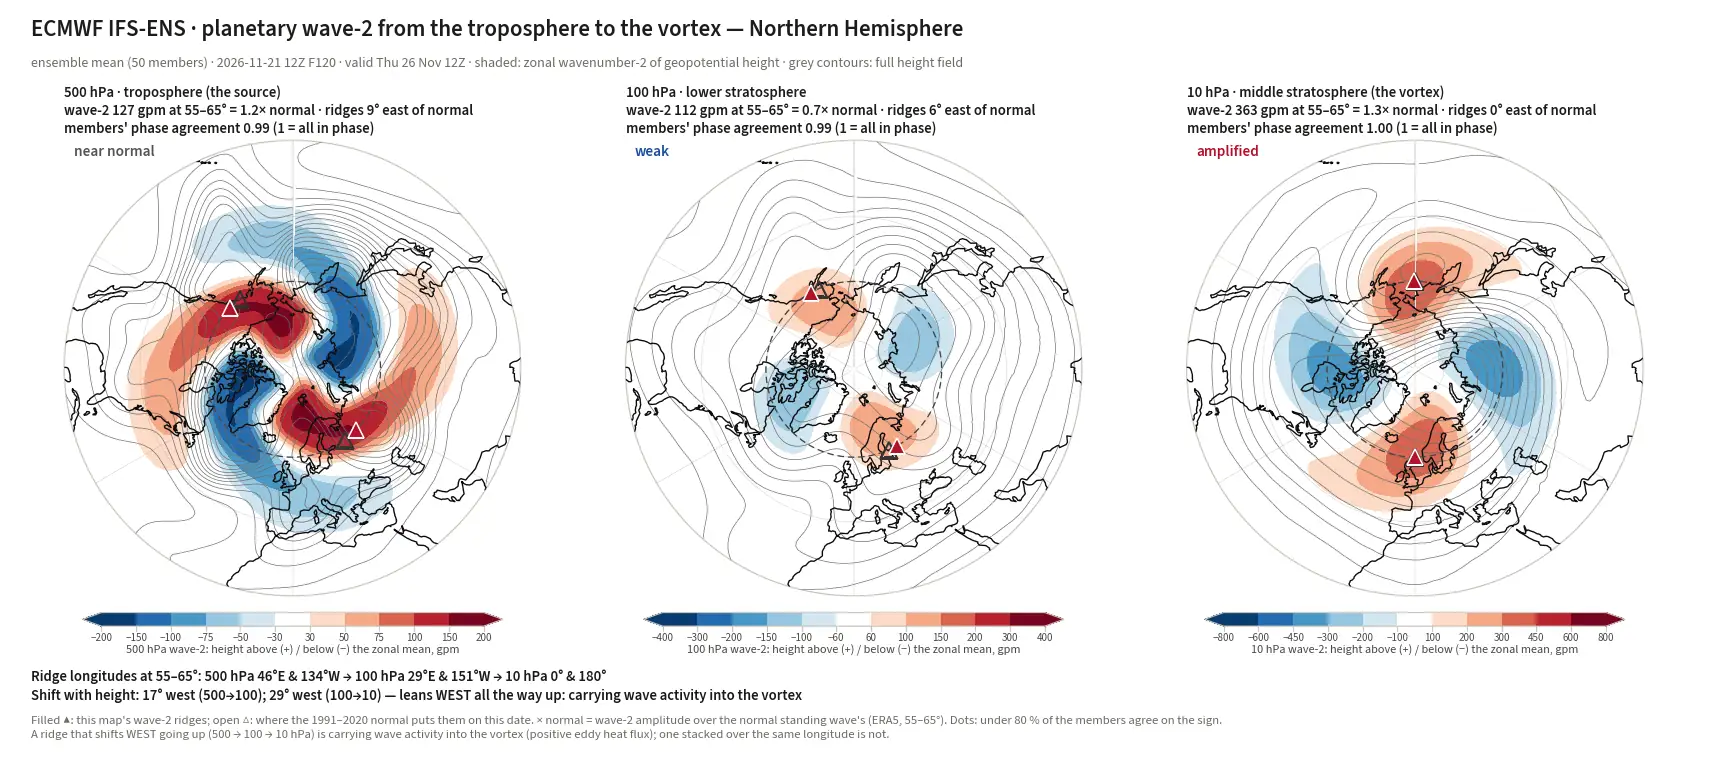 ECMWF IFS-ENS · planetary wave-2 from the troposphere to the vortex — Northern Hemisphere
ensemble mean (50 members) · 2026-11-21 12Z F120 · valid Thu 26 Nov 12Z · shaded: zonal wavenumber-2 of geopotential height · grey contours: full height field
500 hPa · troposphere (the source)
wave-2 127 gpm at 55–65° = 1.2× normal · ridges 9° east of normal
members' phase agreement 0.99 (1 = all in phase)
near normal
100 hPa · lower stratosphere
wave-2 112 gpm at 55–65° = 0.7× normal · ridges 6° east of normal
members' phase agreement 0.99 (1 = all in phase)
weak
10 hPa · middle stratosphere (the vortex)
wave-2 363 gpm at 55–65° = 1.3× normal · ridges 0° east of normal
members' phase agreement 1.00 (1 = all in phase)
amplified
−200 −150 −100 −75 −50 −30 30 50 75 100 150 200
500 hPa wave-2: height above (+) / below (−) the zonal mean, gpm
−400 −300 −200 −150 −100 −60 60 100 150 200 300 400
100 hPa wave-2: height above (+) / below (−) the zonal mean, gpm
−800 −600 −450 −300 −200 −100 100 200 300 450 600 800
10 hPa wave-2: height above (+) / below (−) the zonal mean, gpm
Ridge longitudes at 55–65°: 500 hPa 46°E & 134°W → 100 hPa 29°E & 151°W → 10 hPa 0° & 180°
Shift with height: 17° west (500→100); 29° west (100→10) — leans WEST all the way up: carrying wave activity into the vortex
Filled ▲: this map's wave-2 ridges; open △: where the 1991–2020 normal puts them on this date. × normal = wave-2 amplitude over the normal standing wave's (ERA5, 55–65°). Dots: under 80 % of the members agree on the sign.
A ridge that shifts WEST going up (500 → 100 → 10 hPa) is carrying wave activity into the vortex (positive eddy heat flux); one stacked over the same longitude is not.